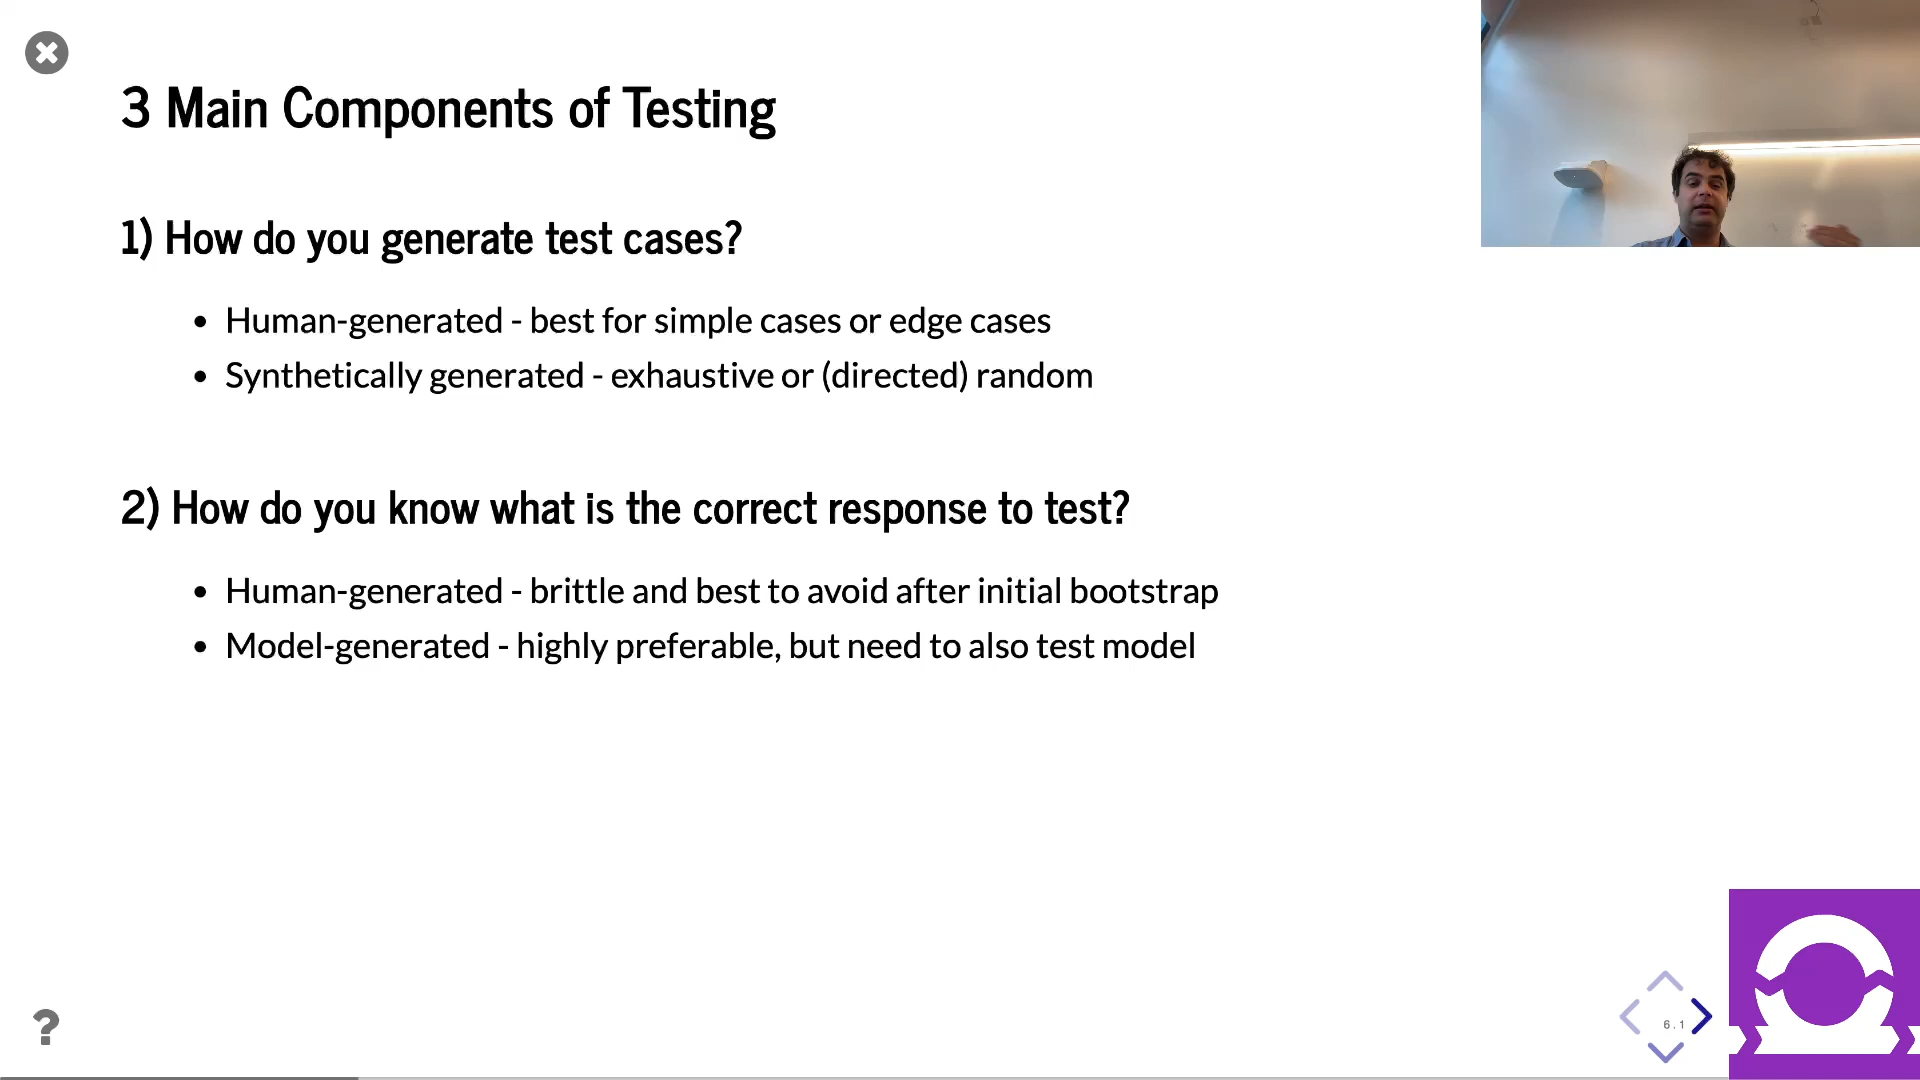 3 Main Components of Testing
1) How do you generate test cases?
• Human-generated - best for simple cases or edge cases
• Synthetically generated - exhaustive or (directed) random
2) How do you know what is the correct response to test?
• Human-generated - brittle and best to avoid after initial bootstrap
• Model-generated - highly preferable, but need to also test model
?
6.1